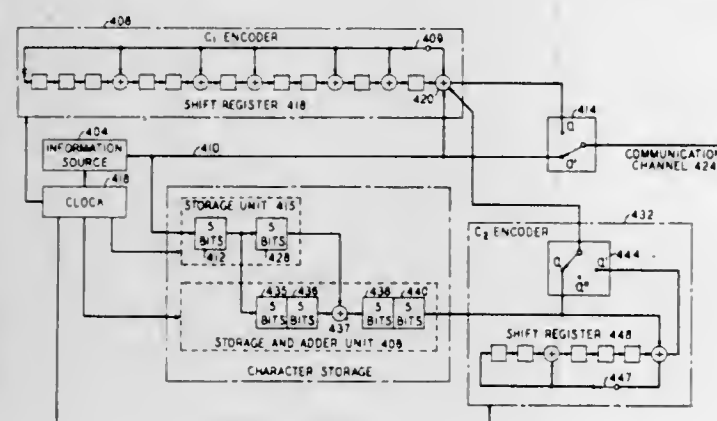 408
C₁ ENCODER
409
420
SHIFT REGISTER 418
404
INFORMATION
SOURCE
410
414
a
a'
COMMUNICATION
CHANNEL 424
418
CLOCK
STORAGE UNIT 415
5
BITS
412
5
BITS
428
435
5
BITS
436
5
BITS
437
438
5
BITS
440
5
BITS
STORAGE AND ADDER UNIT 408
CHARACTER STORAGE
432
C₂ ENCODER
a
a'
a"
444
SHIFT REGISTER 448
447